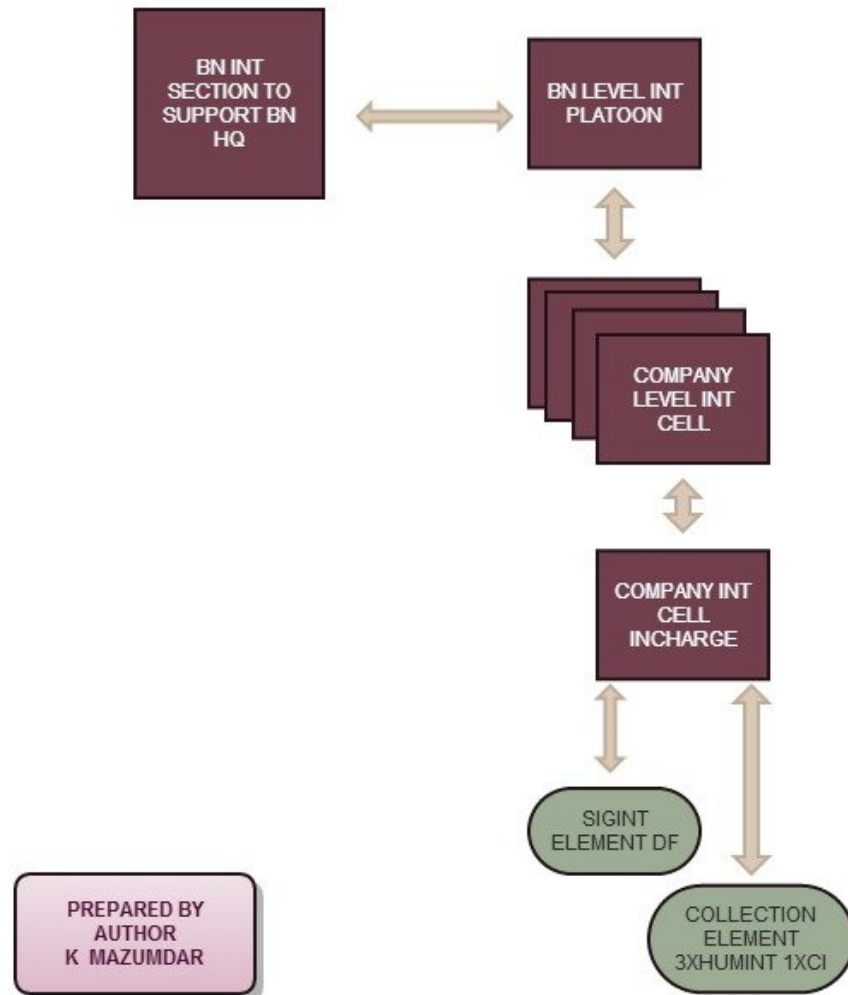 BN INT
SECTION TO
SUPPORT BN
HQ
BN LEVEL INT
PLATOON
COMPANY
LEVEL INT
CELL
COMPANY INT
CELL
INCHARGE
SIGINT
ELEMENT DF
COLLECTION
ELEMENT
3XHUMINT 1XCI
PREPARED BY
AUTHOR
K MAZUMDAR